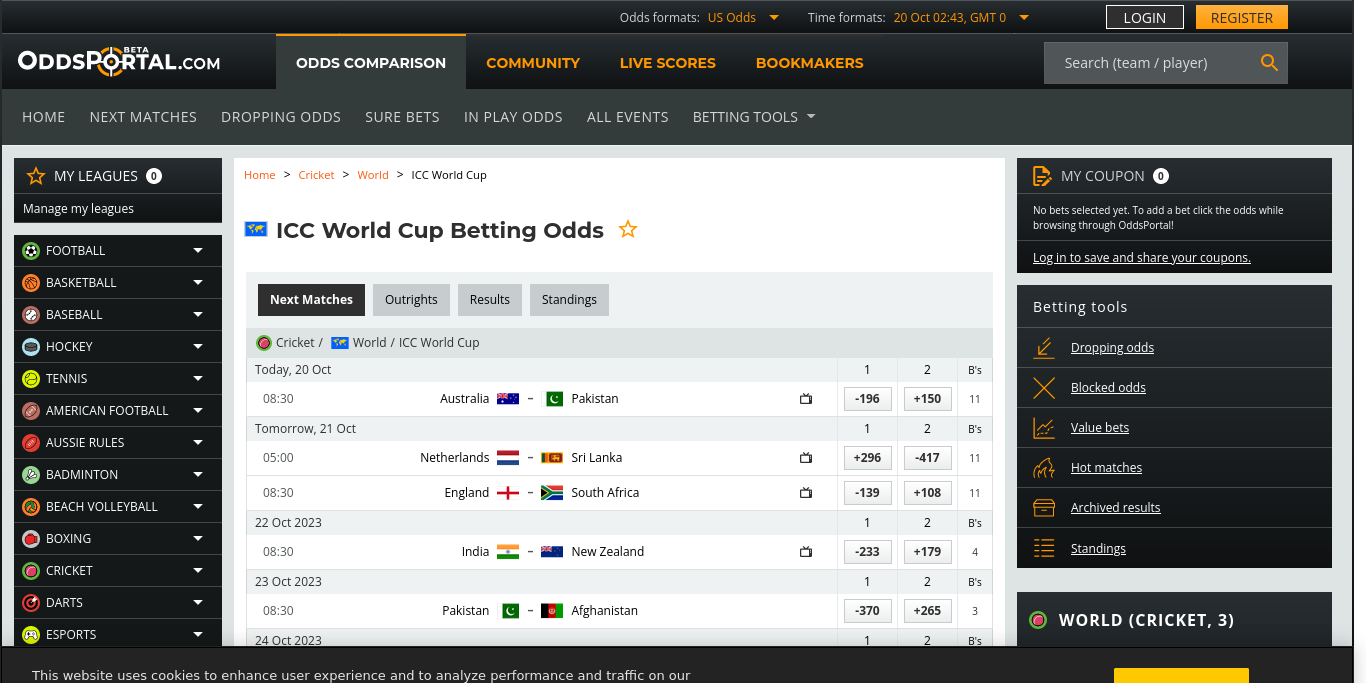 Odds formats: US Odds Time formats: 20 Oct 02:43, GMT 0 LOGIN REGISTER
ODDSPORTAL.COM BETA ODDS COMPARISON COMMUNITY LIVE SCORES BOOKMAKERS Search (team / player)
HOME NEXT MATCHES DROPPING ODDS SURE BETS IN PLAY ODDS ALL EVENTS BETTING TOOLS
MY LEAGUES 0
Manage my leagues
FOOTBALL
BASKETBALL
BASEBALL
HOCKEY
TENNIS
AMERICAN FOOTBALL
AUSSIE RULES
BADMINTON
BEACH VOLLEYBALL
BOXING
CRICKET
DARTS
ESPORTS
Home > Cricket > World > ICC World Cup
ICC World Cup Betting Odds
Next Matches Outrights Results Standings
Cricket / World / ICC World Cup
Today, 20 Oct 1 2 B's
08:30 Australia – Pakistan -196 +150 11
Tomorrow, 21 Oct 1 2 B's
05:00 Netherlands – Sri Lanka +296 -417 11
08:30 England – South Africa -139 +108 11
22 Oct 2023 1 2 B's
08:30 India – New Zealand -233 +179 4
23 Oct 2023 1 2 B's
08:30 Pakistan – Afghanistan -370 +265 3
24 Oct 2023 1 2 B's
MY COUPON 0
No bets selected yet. To add a bet click the odds while
browsing through OddsPortal!
Log in to save and share your coupons.
Betting tools
Dropping odds
Blocked odds
Value bets
Hot matches
Archived results
Standings
WORLD (CRICKET, 3)
This website uses cookies to enhance user experience and to analyze performance and traffic on our